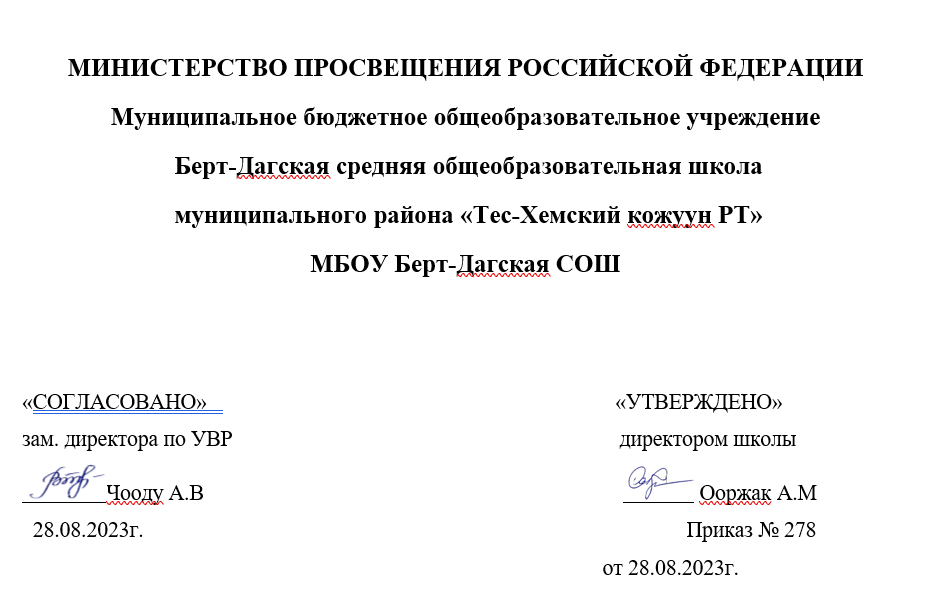 МИНИСТЕРСТВО ПРОСВЕЩЕНИЯ РОССИЙСКОЙ ФЕДЕРАЦИИ
Муниципальное бюджетное общеобразовательное учреждение
Берт-Дагская средняя общеобразовательная школа
муниципального района «Тес-Хемский кожуун РТ»
МБОУ Берт-Дагская СОШ
«СОГЛАСОВАНО» «УТВЕРЖДЕНО»
зам. директора по УВР директором школы
Чооду А.В Ооржак А.М
28.08.2023г. Приказ № 278
от 28.08.2023г.